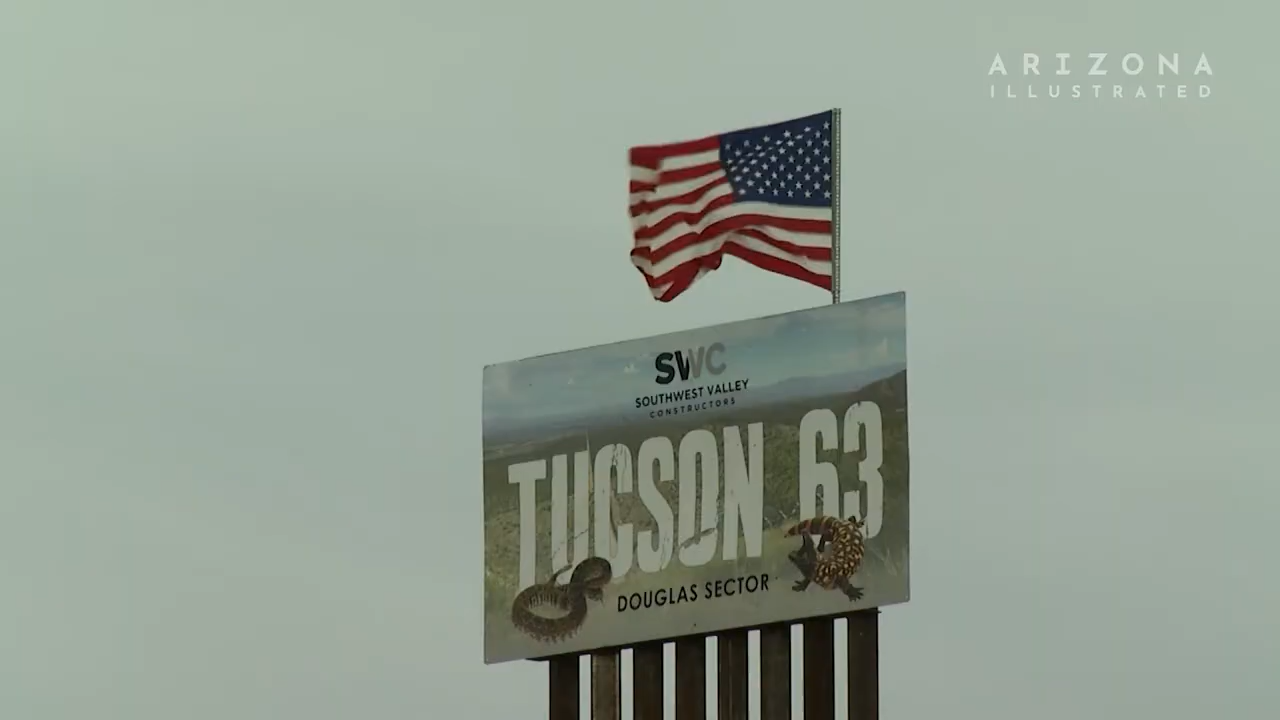 ARIZONA
ILLUSTRATED
SWC
SOUTHWEST VALLEY
CONSTRUCTORS
TUCSON 63
DOUGLAS SECTOR